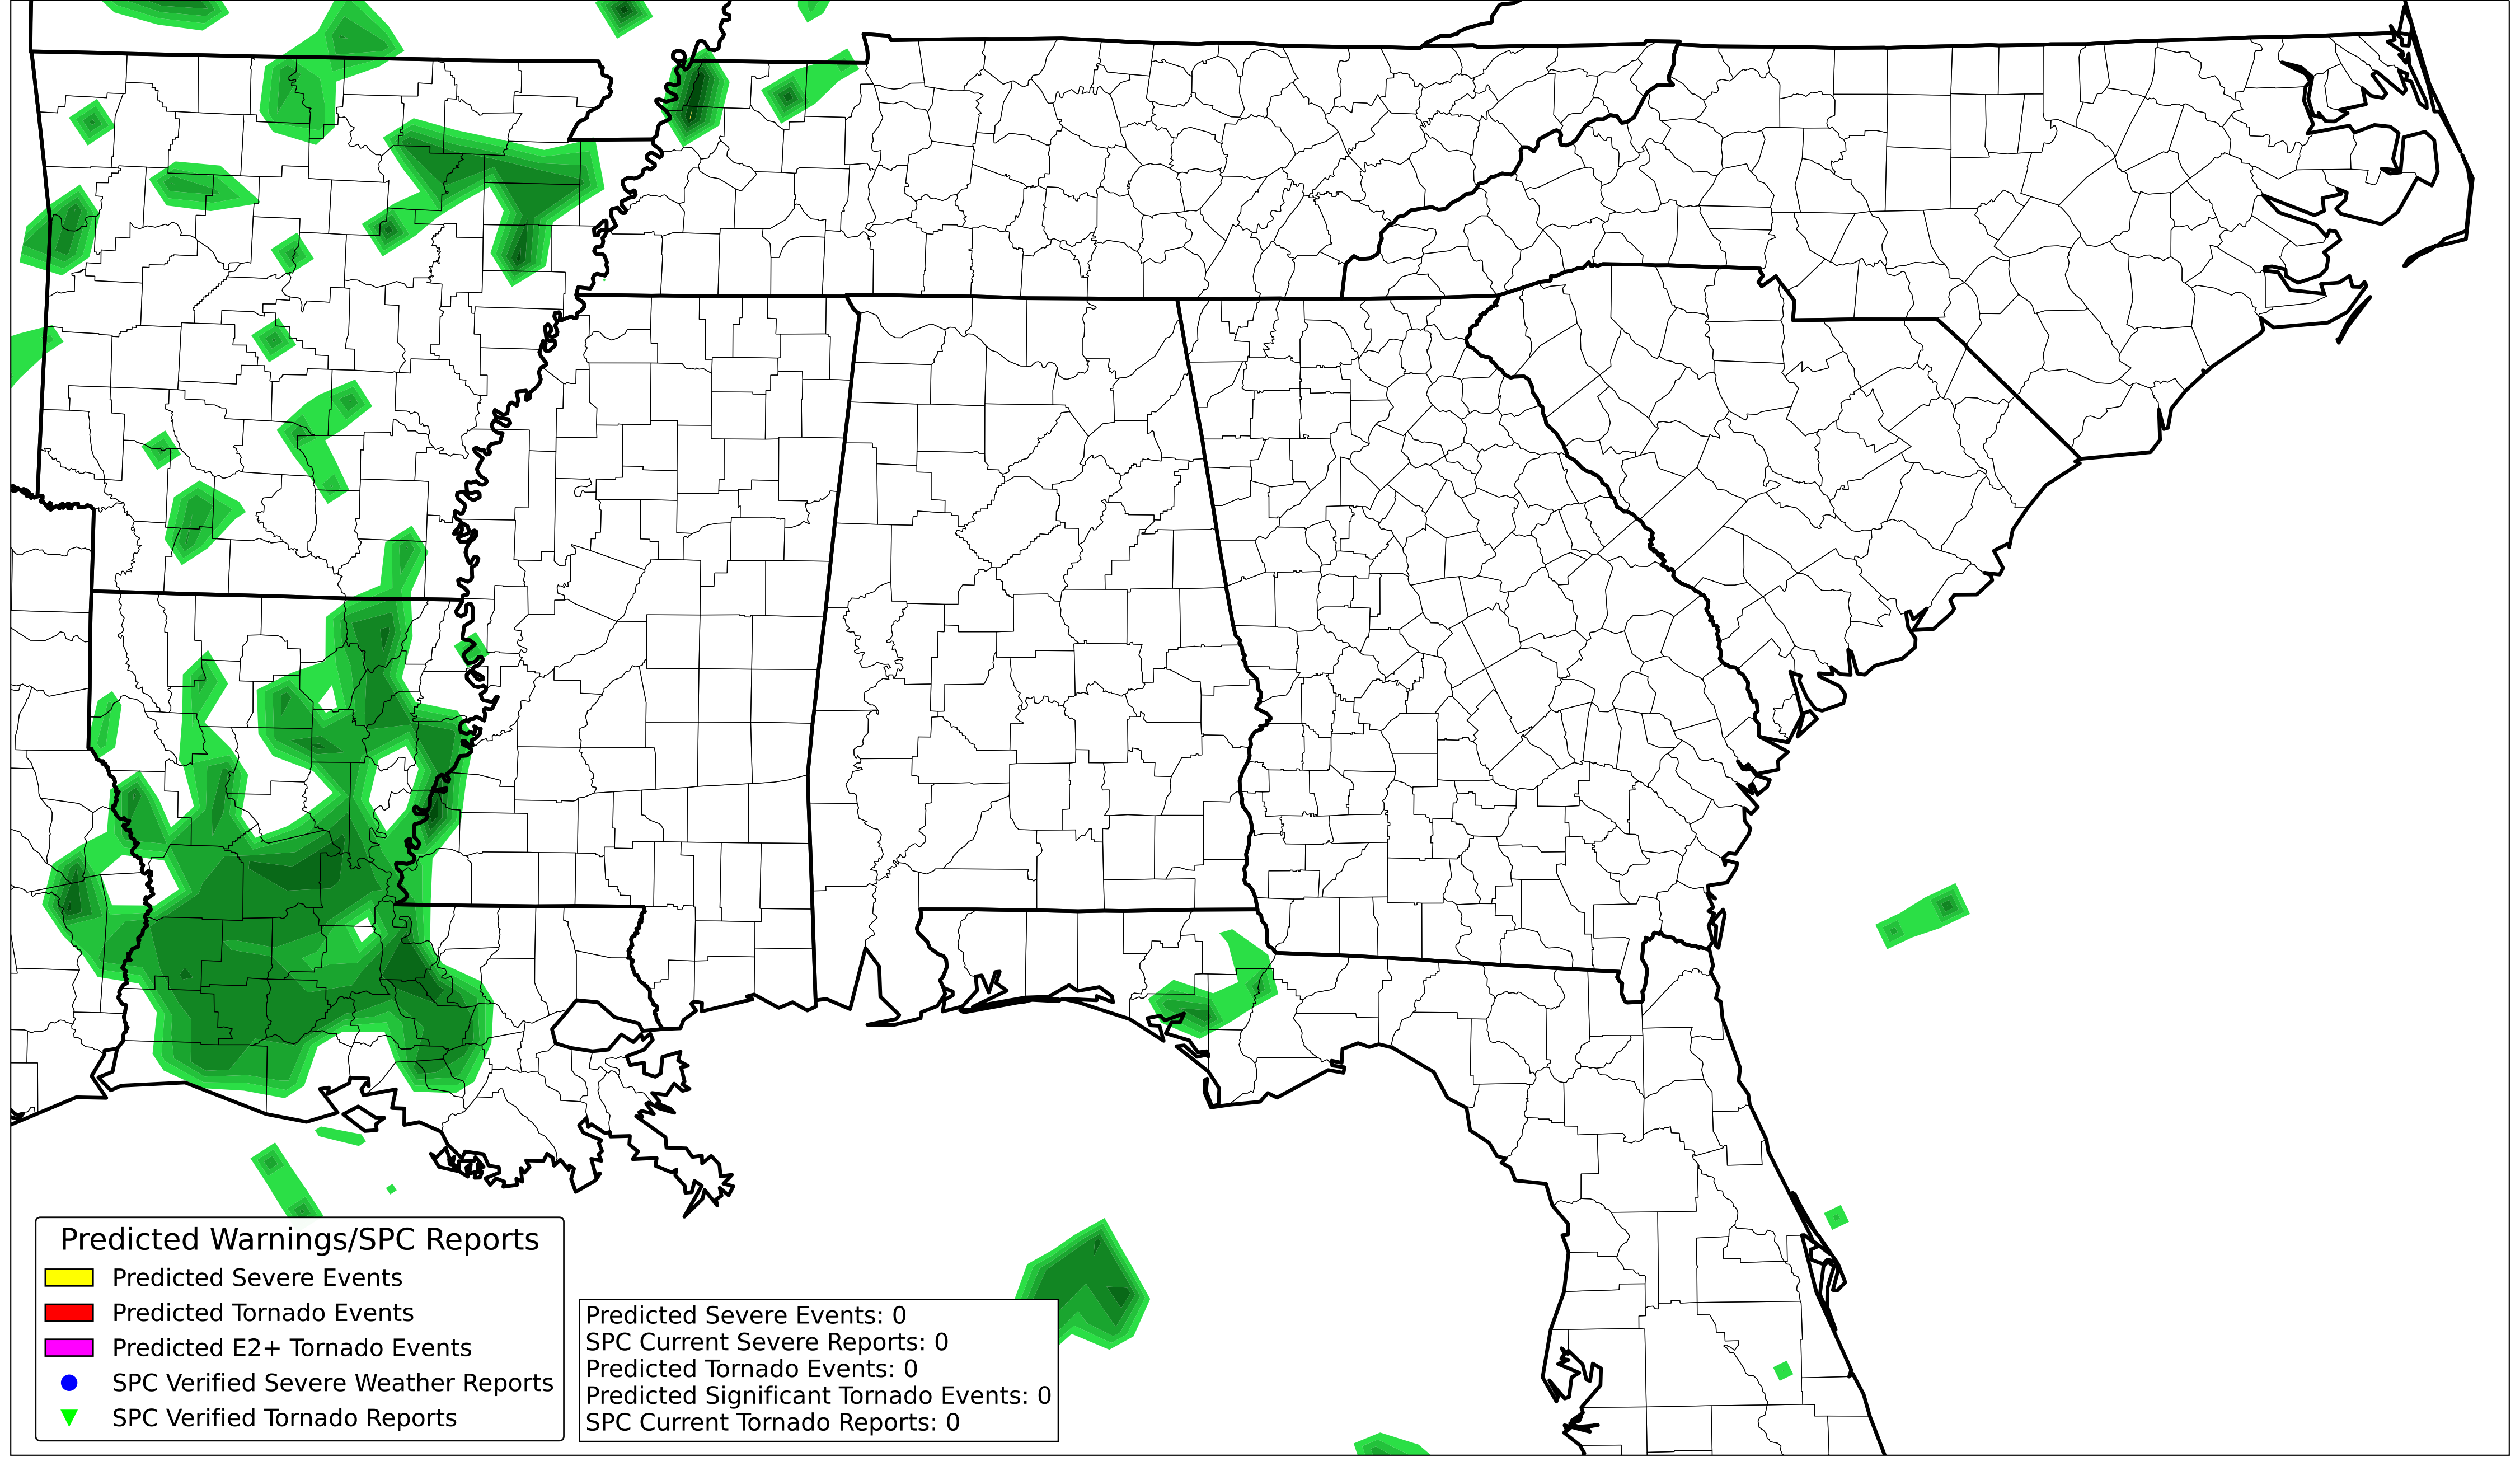 Predicted Warnings/SPC Reports
Predicted Severe Events
Predicted Tornado Events
Predicted E2+ Tornado Events
SPC Verified Severe Weather Reports
SPC Verified Tornado Reports
Predicted Severe Events: 0
SPC Current Severe Reports: 0
Predicted Tornado Events: 0
Predicted Significant Tornado Events: 0
SPC Current Tornado Reports: 0